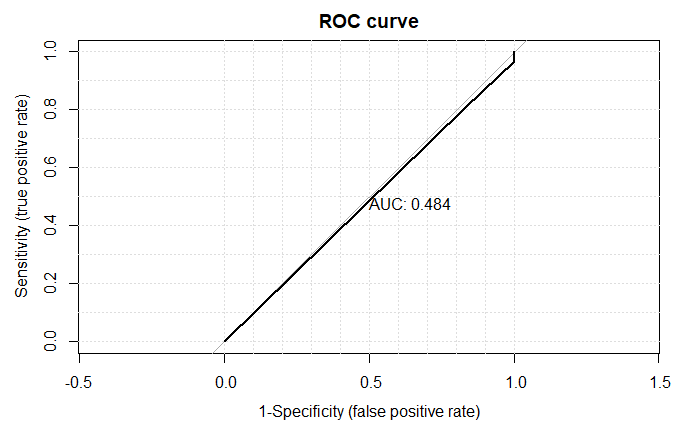 ROC curve
Sensitivity (true positive rate)
1.0
0.8
0.6
0.4
0.2
0.0
AUC: 0.484
-0.5
0.0
0.5
1.0
1.5
1-Specificity (false positive rate)